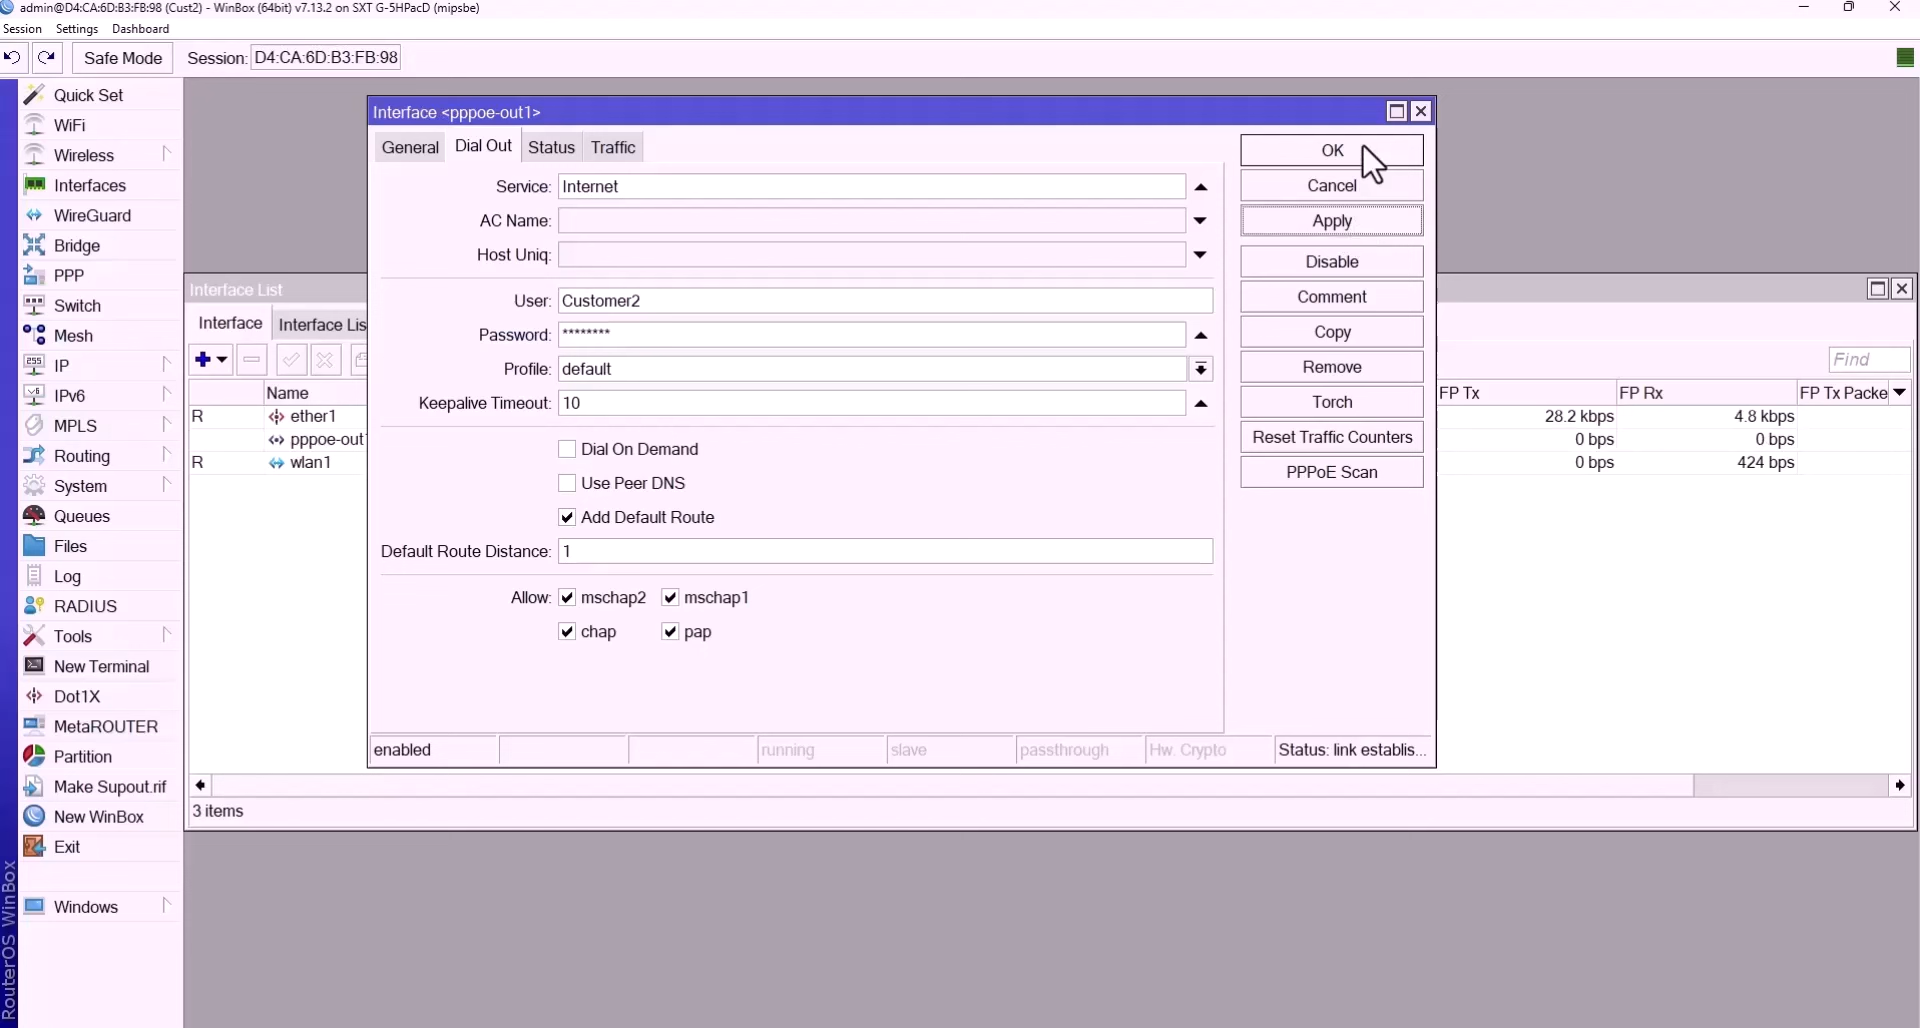 admin@D4:CA:6D:B3:FB:98 (Cust2) - WinBox (64bit) v7.13.2 on SXT G-5HPacD (mipsbe)
Session Settings Dashboard
Safe Mode Session: D4:CA:6D:B3:FB:98
Quick Set
WiFi
Wireless
Interfaces
WireGuard
Bridge
PPP
Switch
Mesh
IP
IPv6
MPLS
Routing
System
Queues
Files
Log
RADIUS
Tools
New Terminal
Dot1X
MetaROUTER
Partition
Make Supout.rif
New WinBox
Exit
Windows
RouterOS WinBox
Interface <pppoe-out1>
General Dial Out Status Traffic
Service: Internet
AC Name:
Host Uniq:
User: Customer2
Password: ********
Profile: default
Keepalive Timeout: 10
Dial On Demand
Use Peer DNS
Add Default Route
Default Route Distance: 1
Allow: mschap2 mschap1
chap pap
enabled running slave passthrough Hw. Crypto Status: link establis...
OK
Cancel
Apply
Disable
Comment
Copy
Remove
Torch
Reset Traffic Counters
PPPoE Scan
Interface List
Interface Interface Lis
Find
Name FP Tx FP Rx FP Tx Packe
R ether1 28.2 kbps 4.8 kbps
pppoe-out 0 bps 0 bps
R wlan1 0 bps 424 bps
3 items